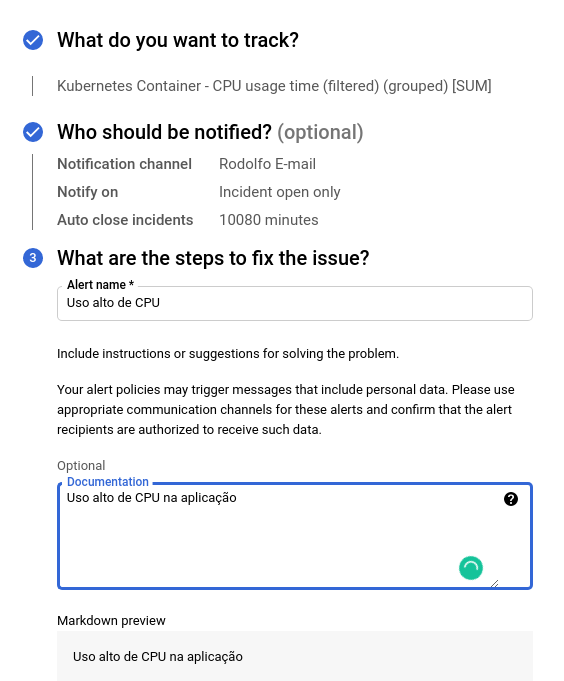 What do you want to track?
Kubernetes Container - CPU usage time (filtered) (grouped) [SUM]
Who should be notified? (optional)
Notification channel Rodolfo E-mail
Notify on Incident open only
Auto close incidents 10080 minutes
3 What are the steps to fix the issue?
Alert name *
Uso alto de CPU
Include instructions or suggestions for solving the problem.
Your alert policies may trigger messages that include personal data. Please use
appropriate communication channels for these alerts and confirm that the alert
recipients are authorized to receive such data.
Optional
Documentation
Uso alto de CPU na aplicação
?
Markdown preview
Uso alto de CPU na aplicação